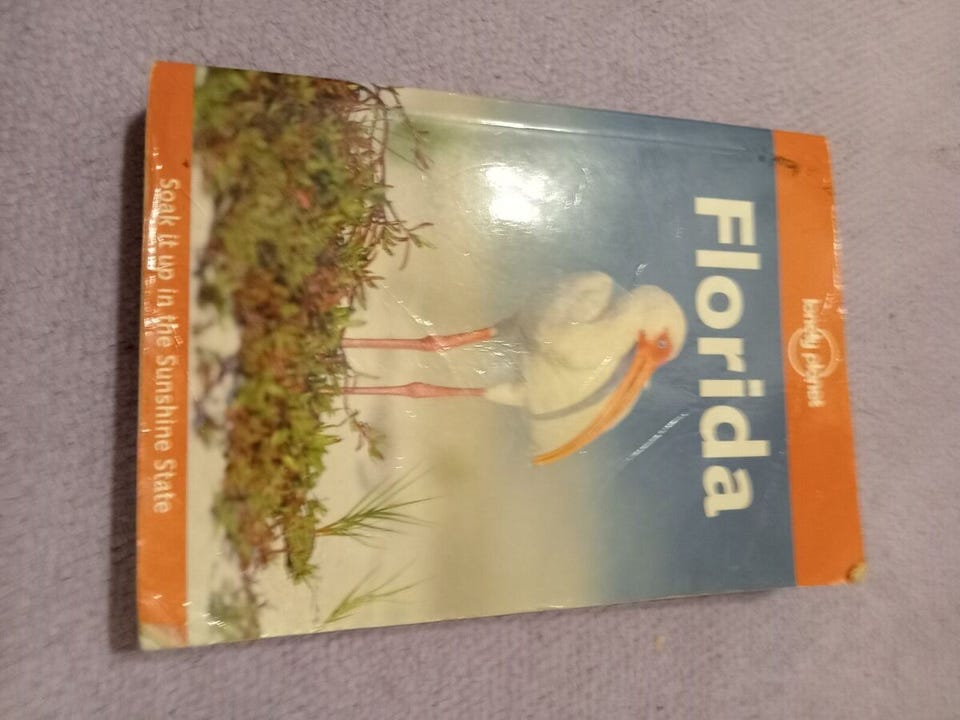 lonely planet
Florida
Soak it up in the Sunshine State